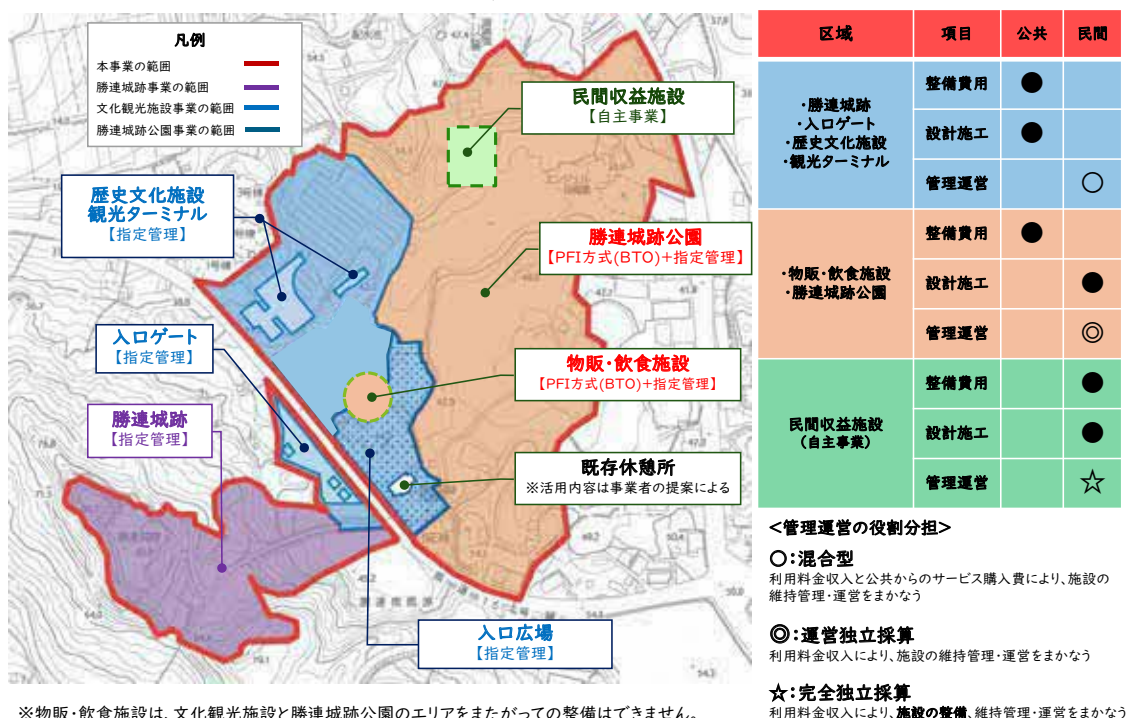 凡例
本事業の範囲
勝連城跡事業の範囲
文化観光施設事業の範囲
勝連城跡公園事業の範囲
民間収益施設
【自主事業】
歴史文化施設
観光ターミナル
【指定管理】
勝連城跡公園
【PFI方式(BTO)+指定管理】
入口ゲート
【指定管理】
物販・飲食施設
【PFI方式(BTO)+指定管理】
勝連城跡
【指定管理】
既存休憩所
※活用内容は事業者の提案による
入口広場
【指定管理】
※物販・飲食施設は、文化観光施設と勝連城跡公園のエリアをまたがっての整備はできません。
区域 項目 公共 民間
・勝連城跡
・入口ゲート
・歴史文化施設
・観光ターミナル
整備費用 ●
設計施工 ●
管理運営 ○
・物販・飲食施設
・勝連城跡公園
整備費用 ●
設計施工 ●
管理運営 ◎
民間収益施設
(自主事業)
整備費用 ●
設計施工 ●
管理運営 ☆
<管理運営の役割分担>
○:混合型
利用料金収入と公共からのサービス購入費により、施設の
維持管理・運営をまかなう
◎:運営独立採算
利用料金収入により、施設の維持管理・運営をまかなう
☆:完全独立採算
利用料金収入により、施設の整備、維持管理・運営をまかなう